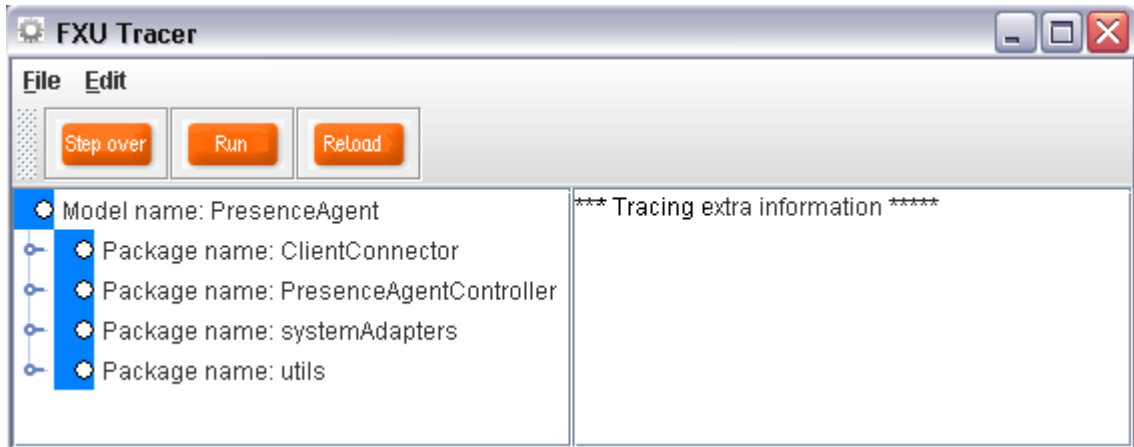 FXU Tracer
File Edit
Step over Run Reload
Model name: PresenceAgent
Package name: ClientConnector
Package name: PresenceAgentController
Package name: systemAdapters
Package name: utils
*** Tracing extra information *****